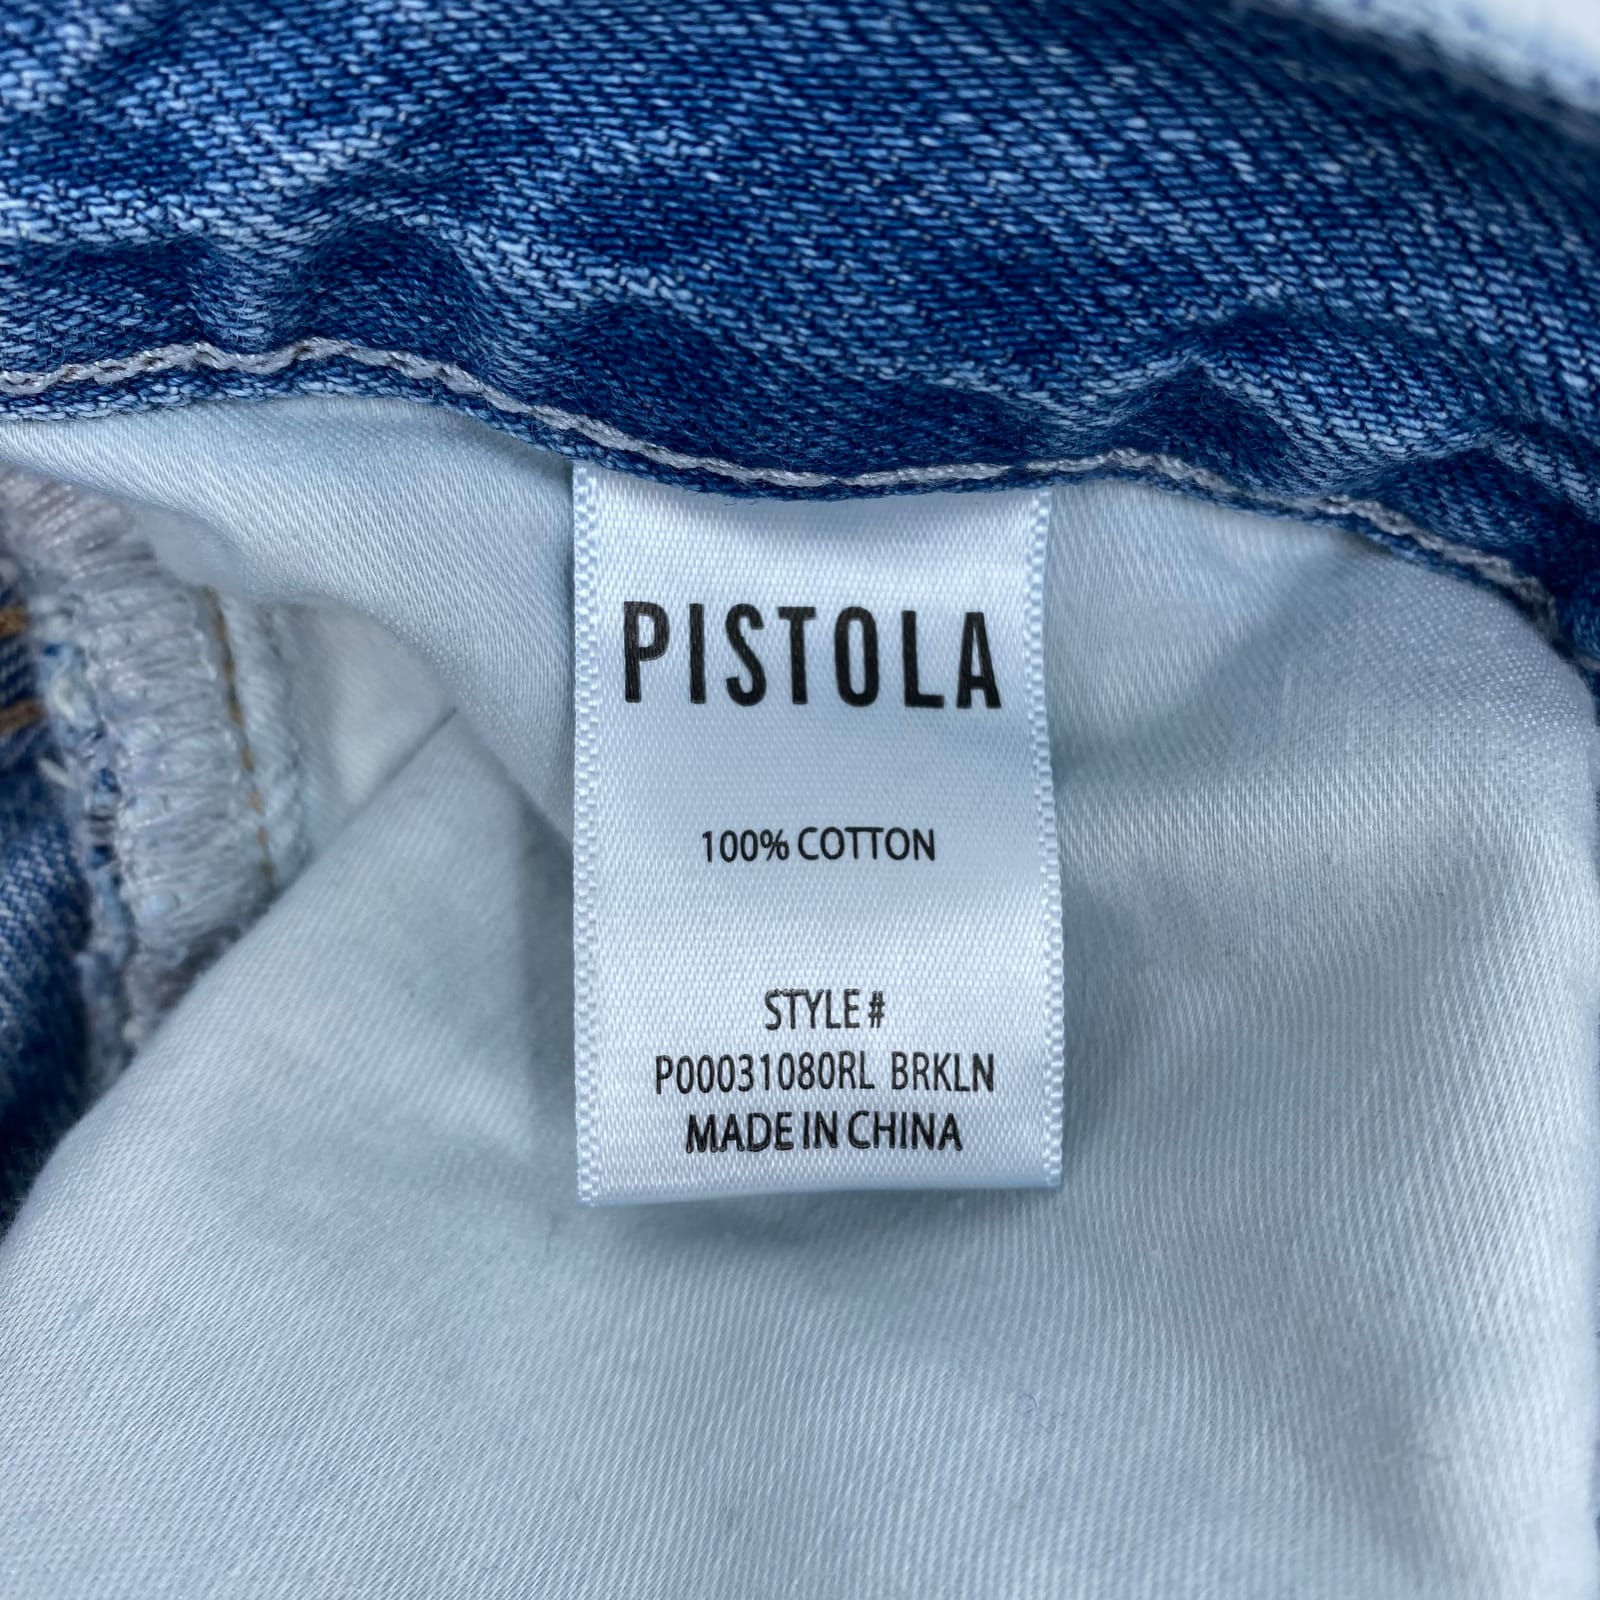 PISTOLA
100% COTTON
STYLE #
P00031080RL BRKLN
MADE IN CHINA